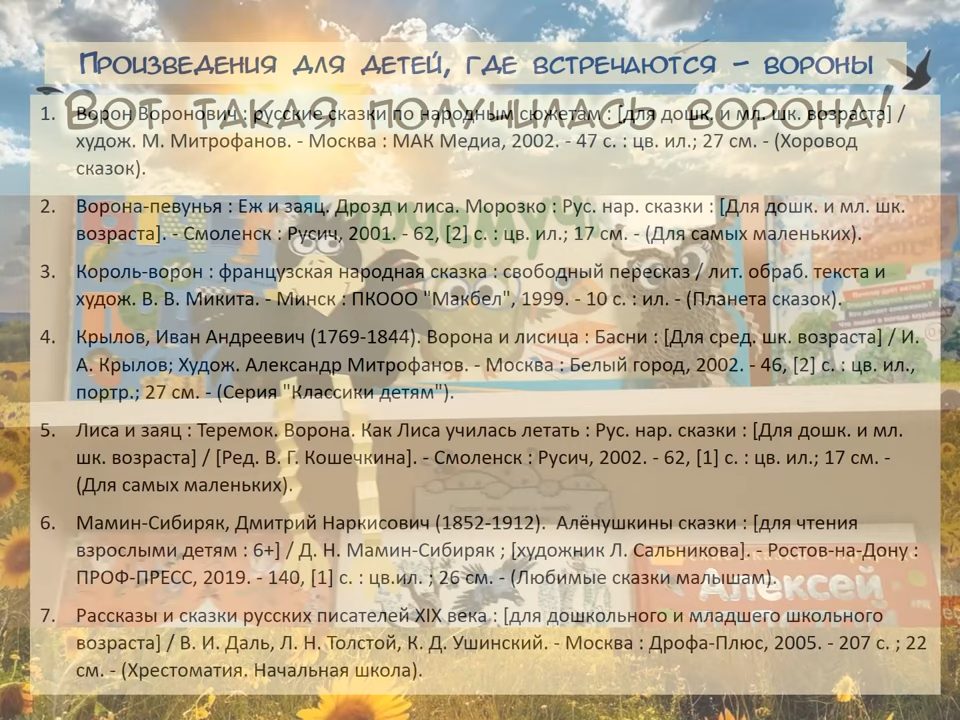 Произведения для детей, где встречаются – вороны
Вот такая получилась ворона!
1. Ворон Воронович : русские сказки по народным сюжетам : [для дошк. и мл. шк. возраста] /
худож. М. Митрофанов. - Москва : МАК Медиа, 2002. - 47 с. : цв. ил.; 27 см. - (Хоровод
сказок).
2. Ворона-певунья : Еж и заяц. Дрозд и лиса. Морозко : Рус. нар. сказки : [Для дошк. и мл. шк.
возраста]. - Смоленск : Русич, 2001. - 62, [2] с. : цв. ил.; 17 см. - (Для самых маленьких).
3. Король-ворон : французская народная сказка : свободный пересказ / лит. обраб. текста и
худож. В. В. Микита. - Минск : ПКООО "Макбел", 1999. - 10 с. : ил. - (Планета сказок).
4. Крылов, Иван Андреевич (1769-1844). Ворона и лисица : Басни : [Для сред. шк. возраста] / И.
А. Крылов; Худож. Александр Митрофанов. - Москва : Белый город, 2002. - 46, [2] с. : цв. ил.,
портр.; 27 см. - (Серия "Классики детям").
5. Лиса и заяц : Теремок. Ворона. Как Лиса училась летать : Рус. нар. сказки : [Для дошк. и мл.
шк. возраста] / [Ред. В. Г. Кошечкина]. - Смоленск : Русич, 2002. - 62, [1] с. : цв. ил.; 17 см. -
(Для самых маленьких).
6. Мамин-Сибиряк, Дмитрий Наркисович (1852-1912). Алёнушкины сказки : [для чтения
взрослыми детям : 6+] / Д. Н. Мамин-Сибиряк ; [художник Л. Сальникова]. - Ростов-на-Дону :
ПРОФ-ПРЕСС, 2019. - 140, [1] с. : цв.ил. ; 26 см. - (Любимые сказки малышам).
Алексей
7. Рассказы и сказки русских писателей XIX века : [для дошкольного и младшего школьного
возраста] / В. И. Даль, Л. Н. Толстой, К. Д. Ушинский. - Москва : Дрофа-Плюс, 2005. - 207 с. ; 22
см. - (Хрестоматия. Начальная школа).